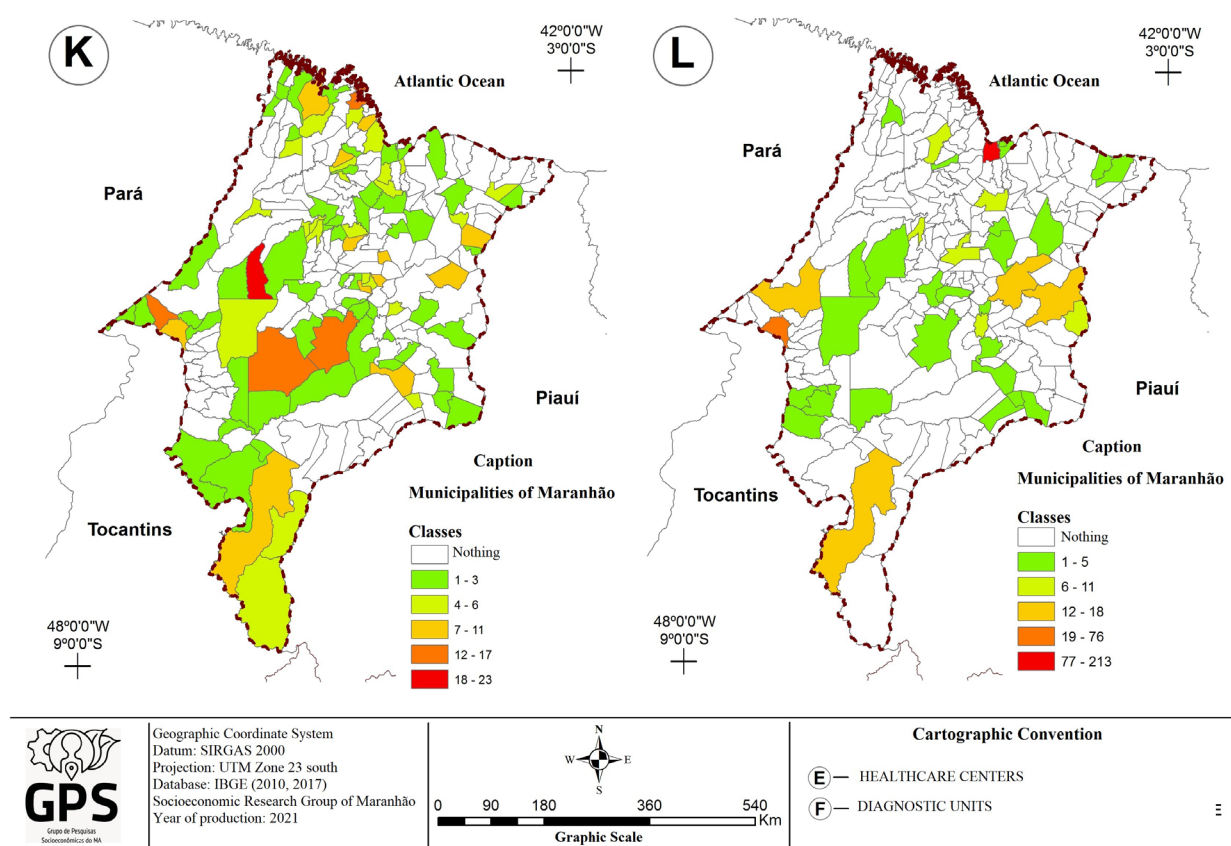 K
42º0'0"W
3º0'0"S
Atlantic Ocean
Pará
Piauí
Tocantins
Caption
Municipalities of Maranhão
Classes
Nothing
1 - 3
4 - 6
7 - 11
12 - 17
18 - 23
48º0'0"W
9º0'0"S
L
42º0'0"W
3º0'0"S
Atlantic Ocean
Pará
Piauí
Tocantins
Caption
Municipalities of Maranhão
Classes
Nothing
1 - 5
6 - 11
12 - 18
19 - 76
77 - 213
48º0'0"W
9º0'0"S
GPS
Grupo de Pesquisas
Socioeconômicas do MA
Geographic Coordinate System
Datum: SIRGAS 2000
Projection: UTM Zone 23 south
Database: IBGE (2010, 2017)
Socioeconomic Research Group of Maranhão
Year of production: 2021
N
W E
S
0 90 180 360 540
Km
Graphic Scale
Cartographic Convention
E — HEALTHCARE CENTERS
F — DIAGNOSTIC UNITS